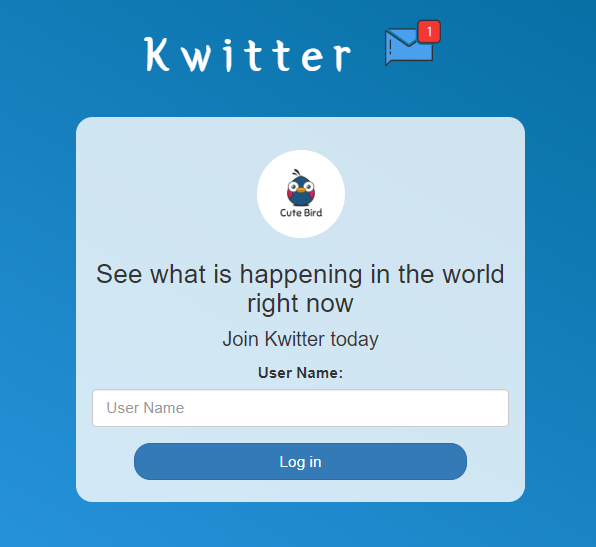 Kwitter
1
Cute Bird
See what is happening in the world
right now
Join Kwitter today
User Name:
User Name
Log in